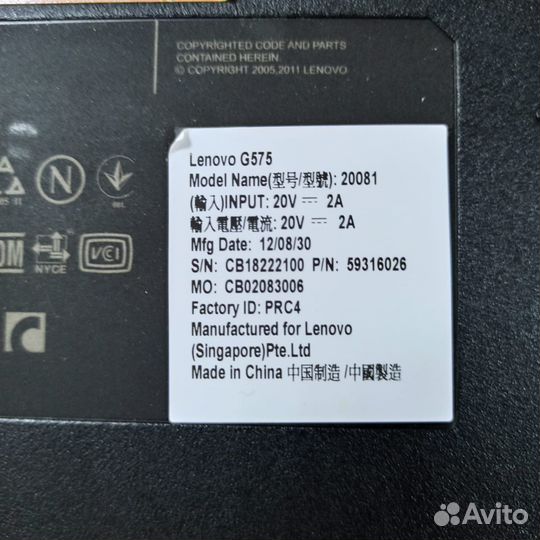 COPYRIGHTED CODE AND PARTS
CONTAINED HEREIN.
© COPYRIGHT 2005,2011 LENOVO
Lenovo G575
Model Name(型号/型號): 20081
(輸入)INPUT: 20V ⎓ 2A
輸入電壓/電流: 20V ⎓ 2A
Mfg Date: 12/08/30
S/N: CB18222100 P/N: 59316026
MO: CB02083006
Factory ID: PRC4
Manufactured for Lenovo
(Singapore)Pte.Ltd
Made in China 中国制造 /中國製造
N
NYCE
VCI
Avito